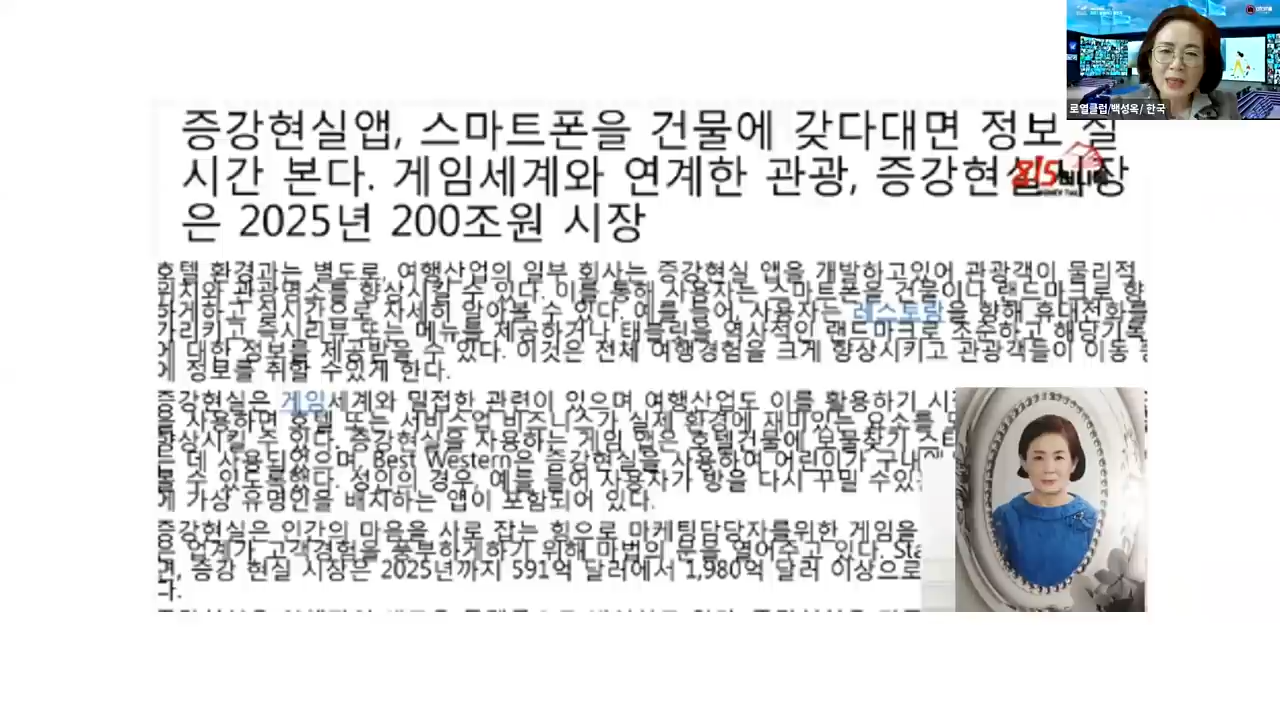 로열클럽/백성옥/ 한국
증강현실앱, 스마트폰을 건물에 갖다대면 정보 실
시간 본다. 게임세계와 연계한 관광, 증강현실 장
은 2025년 200조원 시장
815머니톡
호텔 환경과는 별도로, 여행산업의 일부 회사는 증강현실 앱을 개발하고있어 관광객이 물리적
위치와 관광명소를 향상시킬 수 있다. 이를 통해 사용자는 스마트폰을 건물이나 랜드마크로 향
하게하고 실시간으로 자세히 알아볼 수 있다. 예를 들어, 사용자는 레스토랑을 향해 휴대전화를
가리키고 즉시리뷰 또는 메뉴를 제공하거나 태블릿을 역사적인 랜드마크로 조준하고 해당기록
에 대한 정보를 제공받을 수 있다. 이것은 전체 여행경험을 크게 향상시키고 관광객들이 이동 중
에 정보를 취할 수있게 한다.
증강현실은 게임세계와 밀접한 관련이 있으며 여행산업도 이를 활용하기 시
을 사용하면 호텔 또는 서비스업 비즈니스가 실제 환경에 재미있는 요소를
향상시킬 수 있다. 증강현실을 사용하는 게임 앱은 호텔건물에 보물찾기 스타
는 데 사용되었으며, Best Western은 증강현실을 사용하여 어린이가 구내에
볼 수 있도록했다. 성인의 경우, 예를 들어 사용자가 방을 다시 꾸밀 수있
에 가상 유명인을 배치하는 앱이 포함되어 있다.
증강현실은 인간의 마음을 사로 잡는 힘으로 마케팅담당자를위한 게임을
은 업계가 고객경험을 풍부하게하기 위해 마법의 문을 열어주고 있다. Sta
면, 증강 현실 시장은 2025년까지 591억 달러에서 1,980억 달러 이상으로
다.